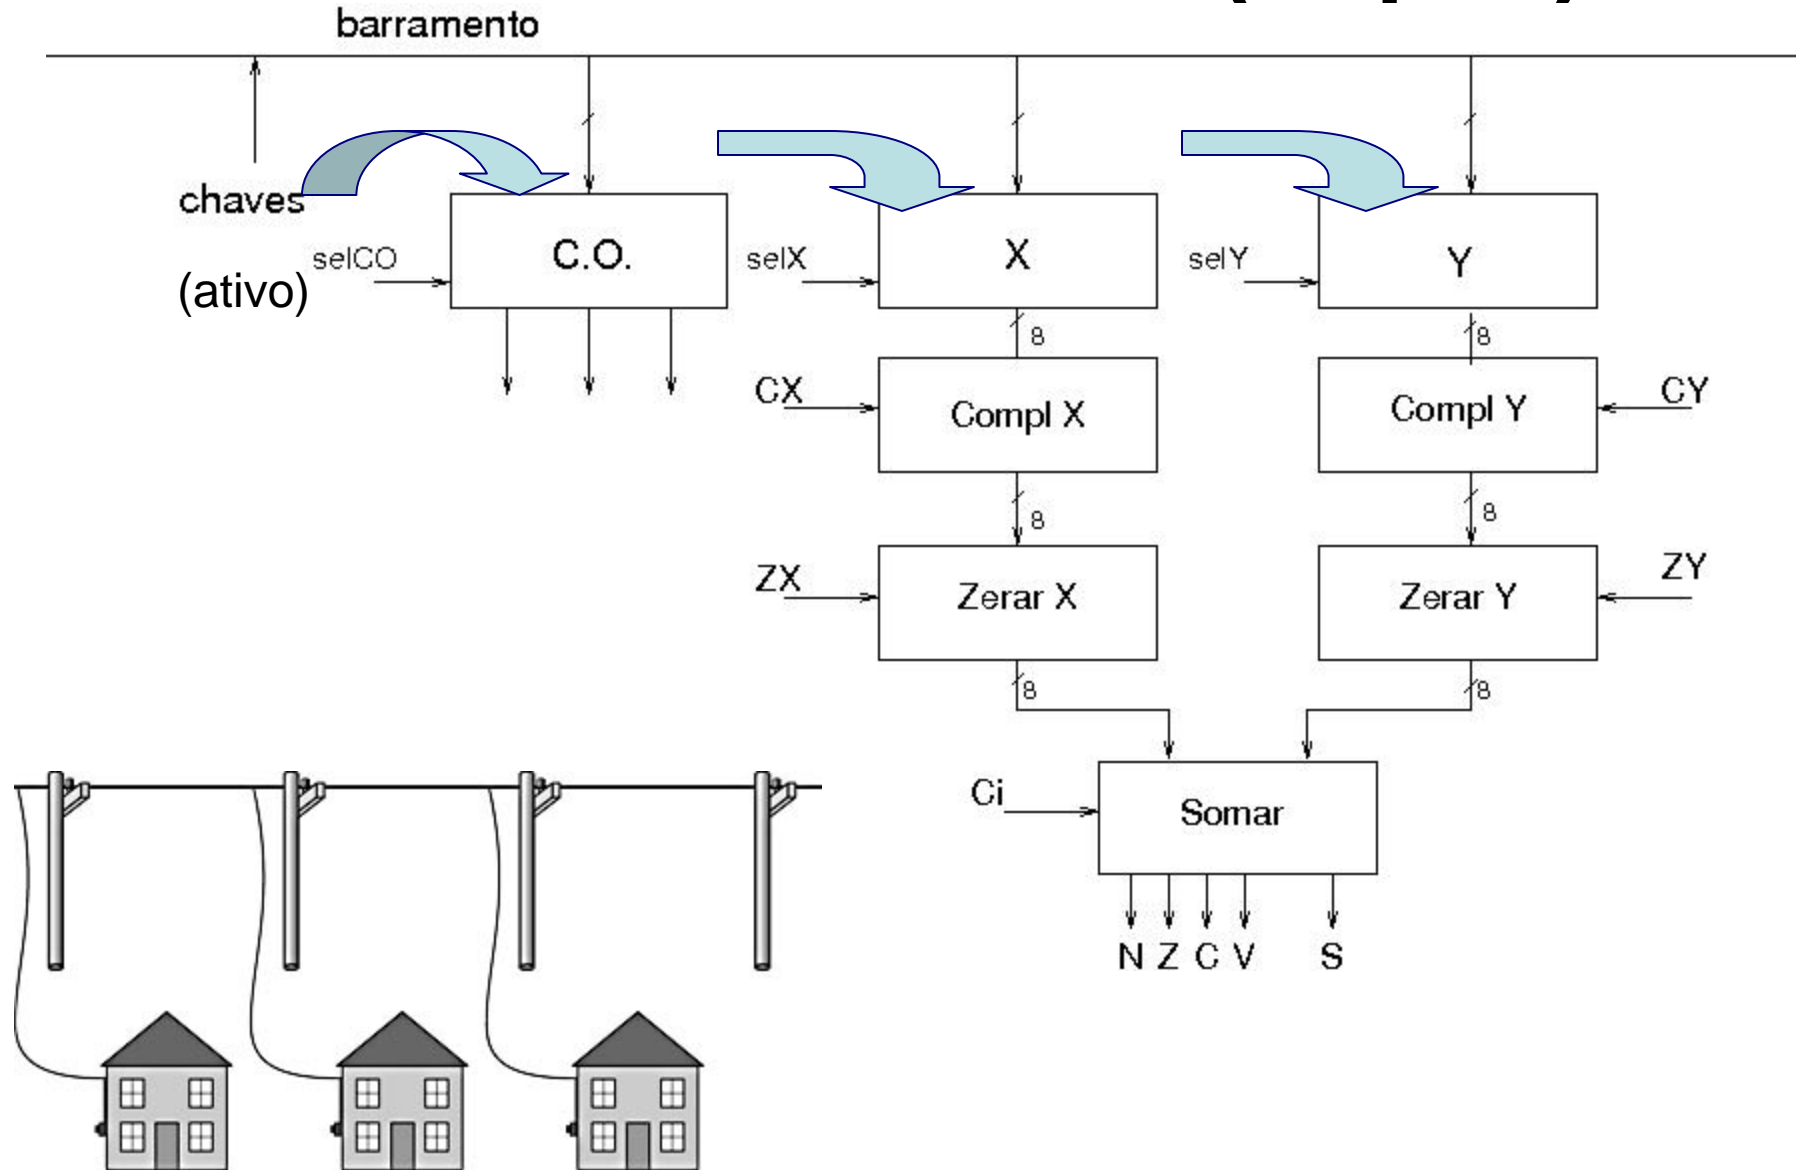 barramento
chaves
(ativo)
selCO
C.O.
selX
X
selY
Y
8
8
CX
Compl X
Compl Y
CY
8
8
ZX
Zerar X
Zerar Y
ZY
8
8
Ci
Somar
N Z C V S